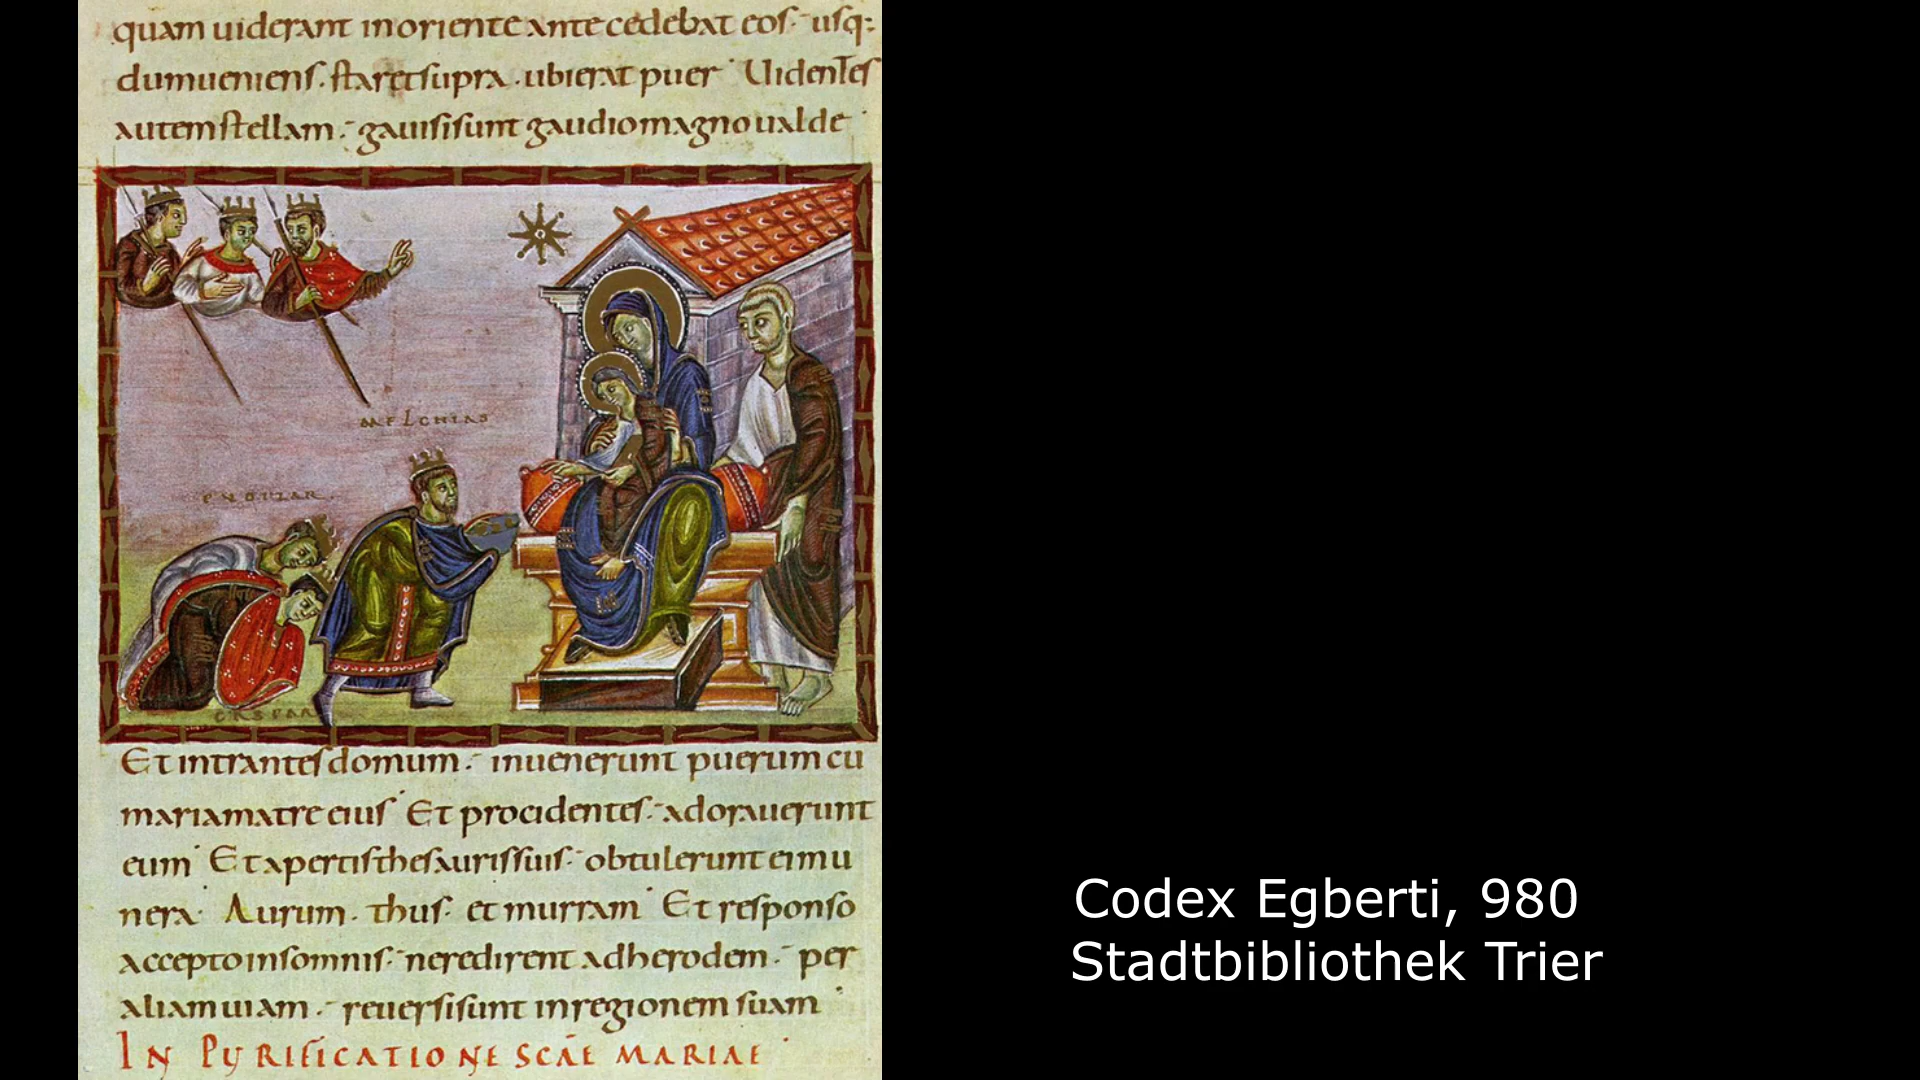 quam uiderant in oriente antecedebat eos. usq:
dum ueniens. staret supra. ubi erat puer Uidentes
autem stellam. gauisi sunt gaudio magno ualde
MELCHIAS
PUDIZAR
CASPAR
Et intrantes domum. inuenerunt puerum cu
maria matre eius Et procidentes. adorauerunt
eum Et apertis thesauris suis. obtulerunt ei mu
nera Aurum. thus. et murram Et responso
accepto in somnis. ne redirent ad herodem. per
aliam uiam. reuersi sunt in regionem suam
IN PURIFICATIONE SCAE MARIAE
Codex Egberti, 980
Stadtbibliothek Trier